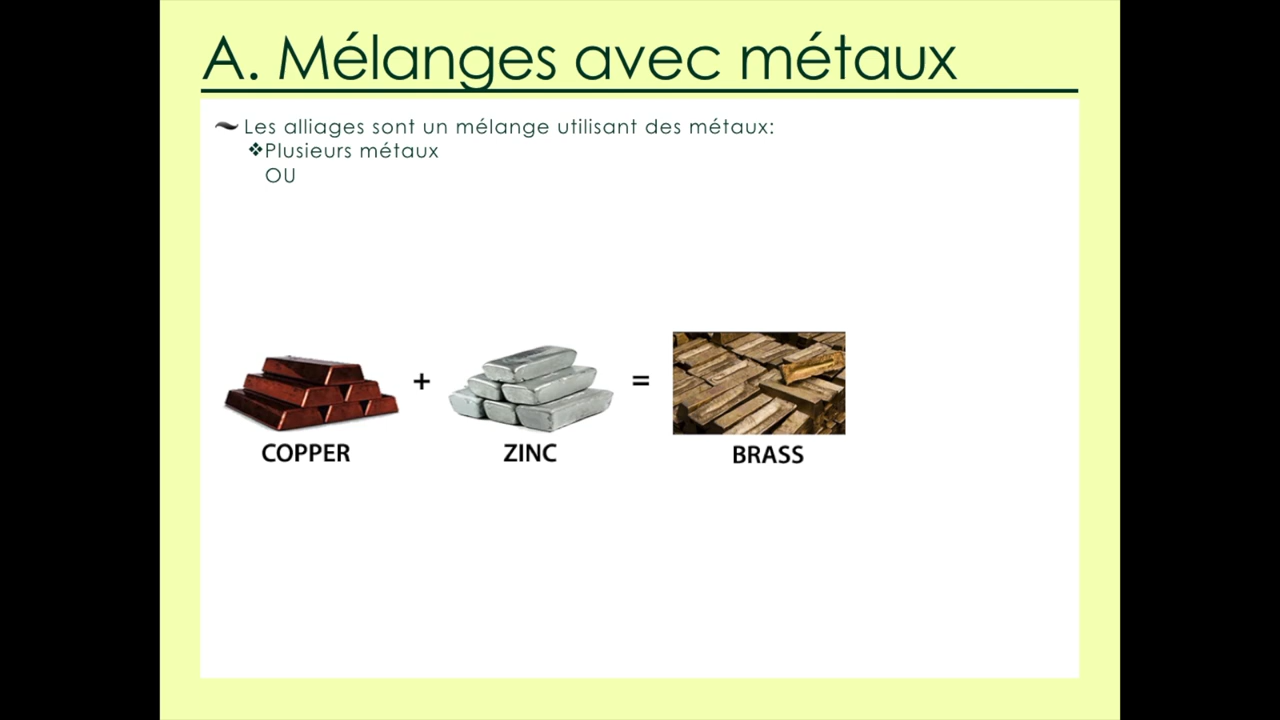 A. Mélanges avec métaux
Les alliages sont un mélange utilisant des métaux:
❖Plusieurs métaux
OU
+ =
COPPER ZINC BRASS